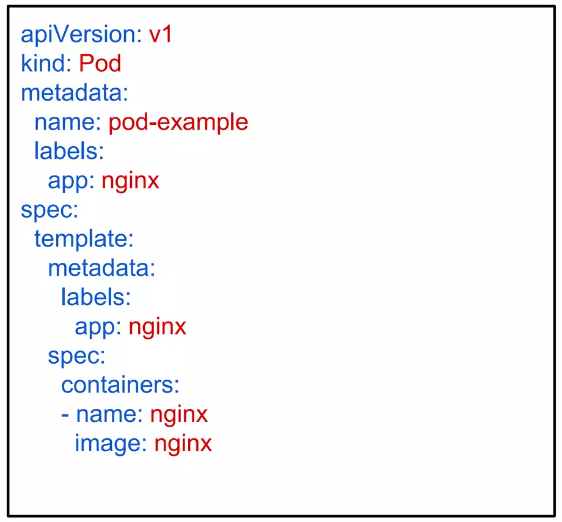 apiVersion: v1
kind: Pod
metadata:
  name: pod-example
  labels:
    app: nginx
spec:
  template:
    metadata:
      labels:
        app: nginx
    spec:
      containers:
      - name: nginx
        image: nginx